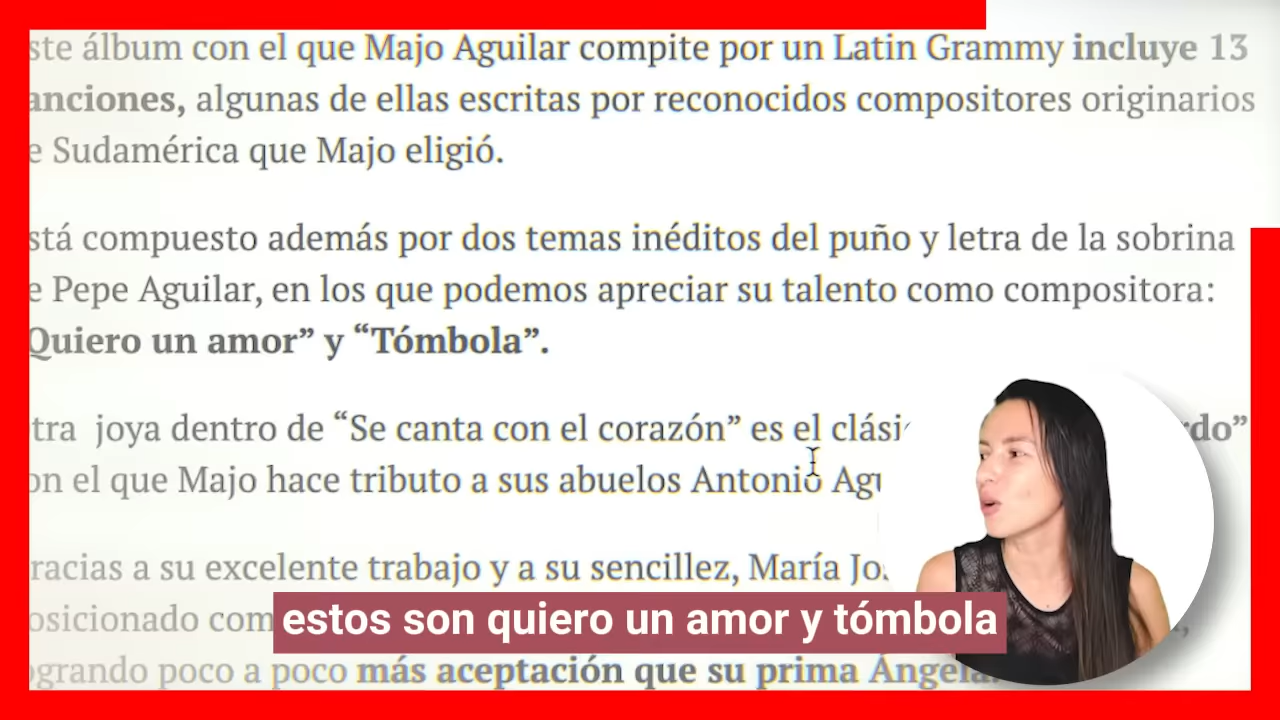 ste álbum con el que Majo Aguilar compite por un Latin Grammy incluye 13
anciones, algunas de ellas escritas por reconocidos compositores originarios
e Sudamérica que Majo eligió.
stá compuesto además por dos temas inéditos del puño y letra de la sobrina
e Pepe Aguilar, en los que podemos apreciar su talento como compositora:
Quiero un amor” y “Tómbola”.
tra joya dentro de “Se canta con el corazón” es el clási rdo”
on el que Majo hace tributo a sus abuelos Antonio Agu
racias a su excelente trabajo y a su sencillez, María Jos
osicionado com
estos son quiero un amor y tómbola
ogrando poco a poco más aceptación que su prima Ángela.